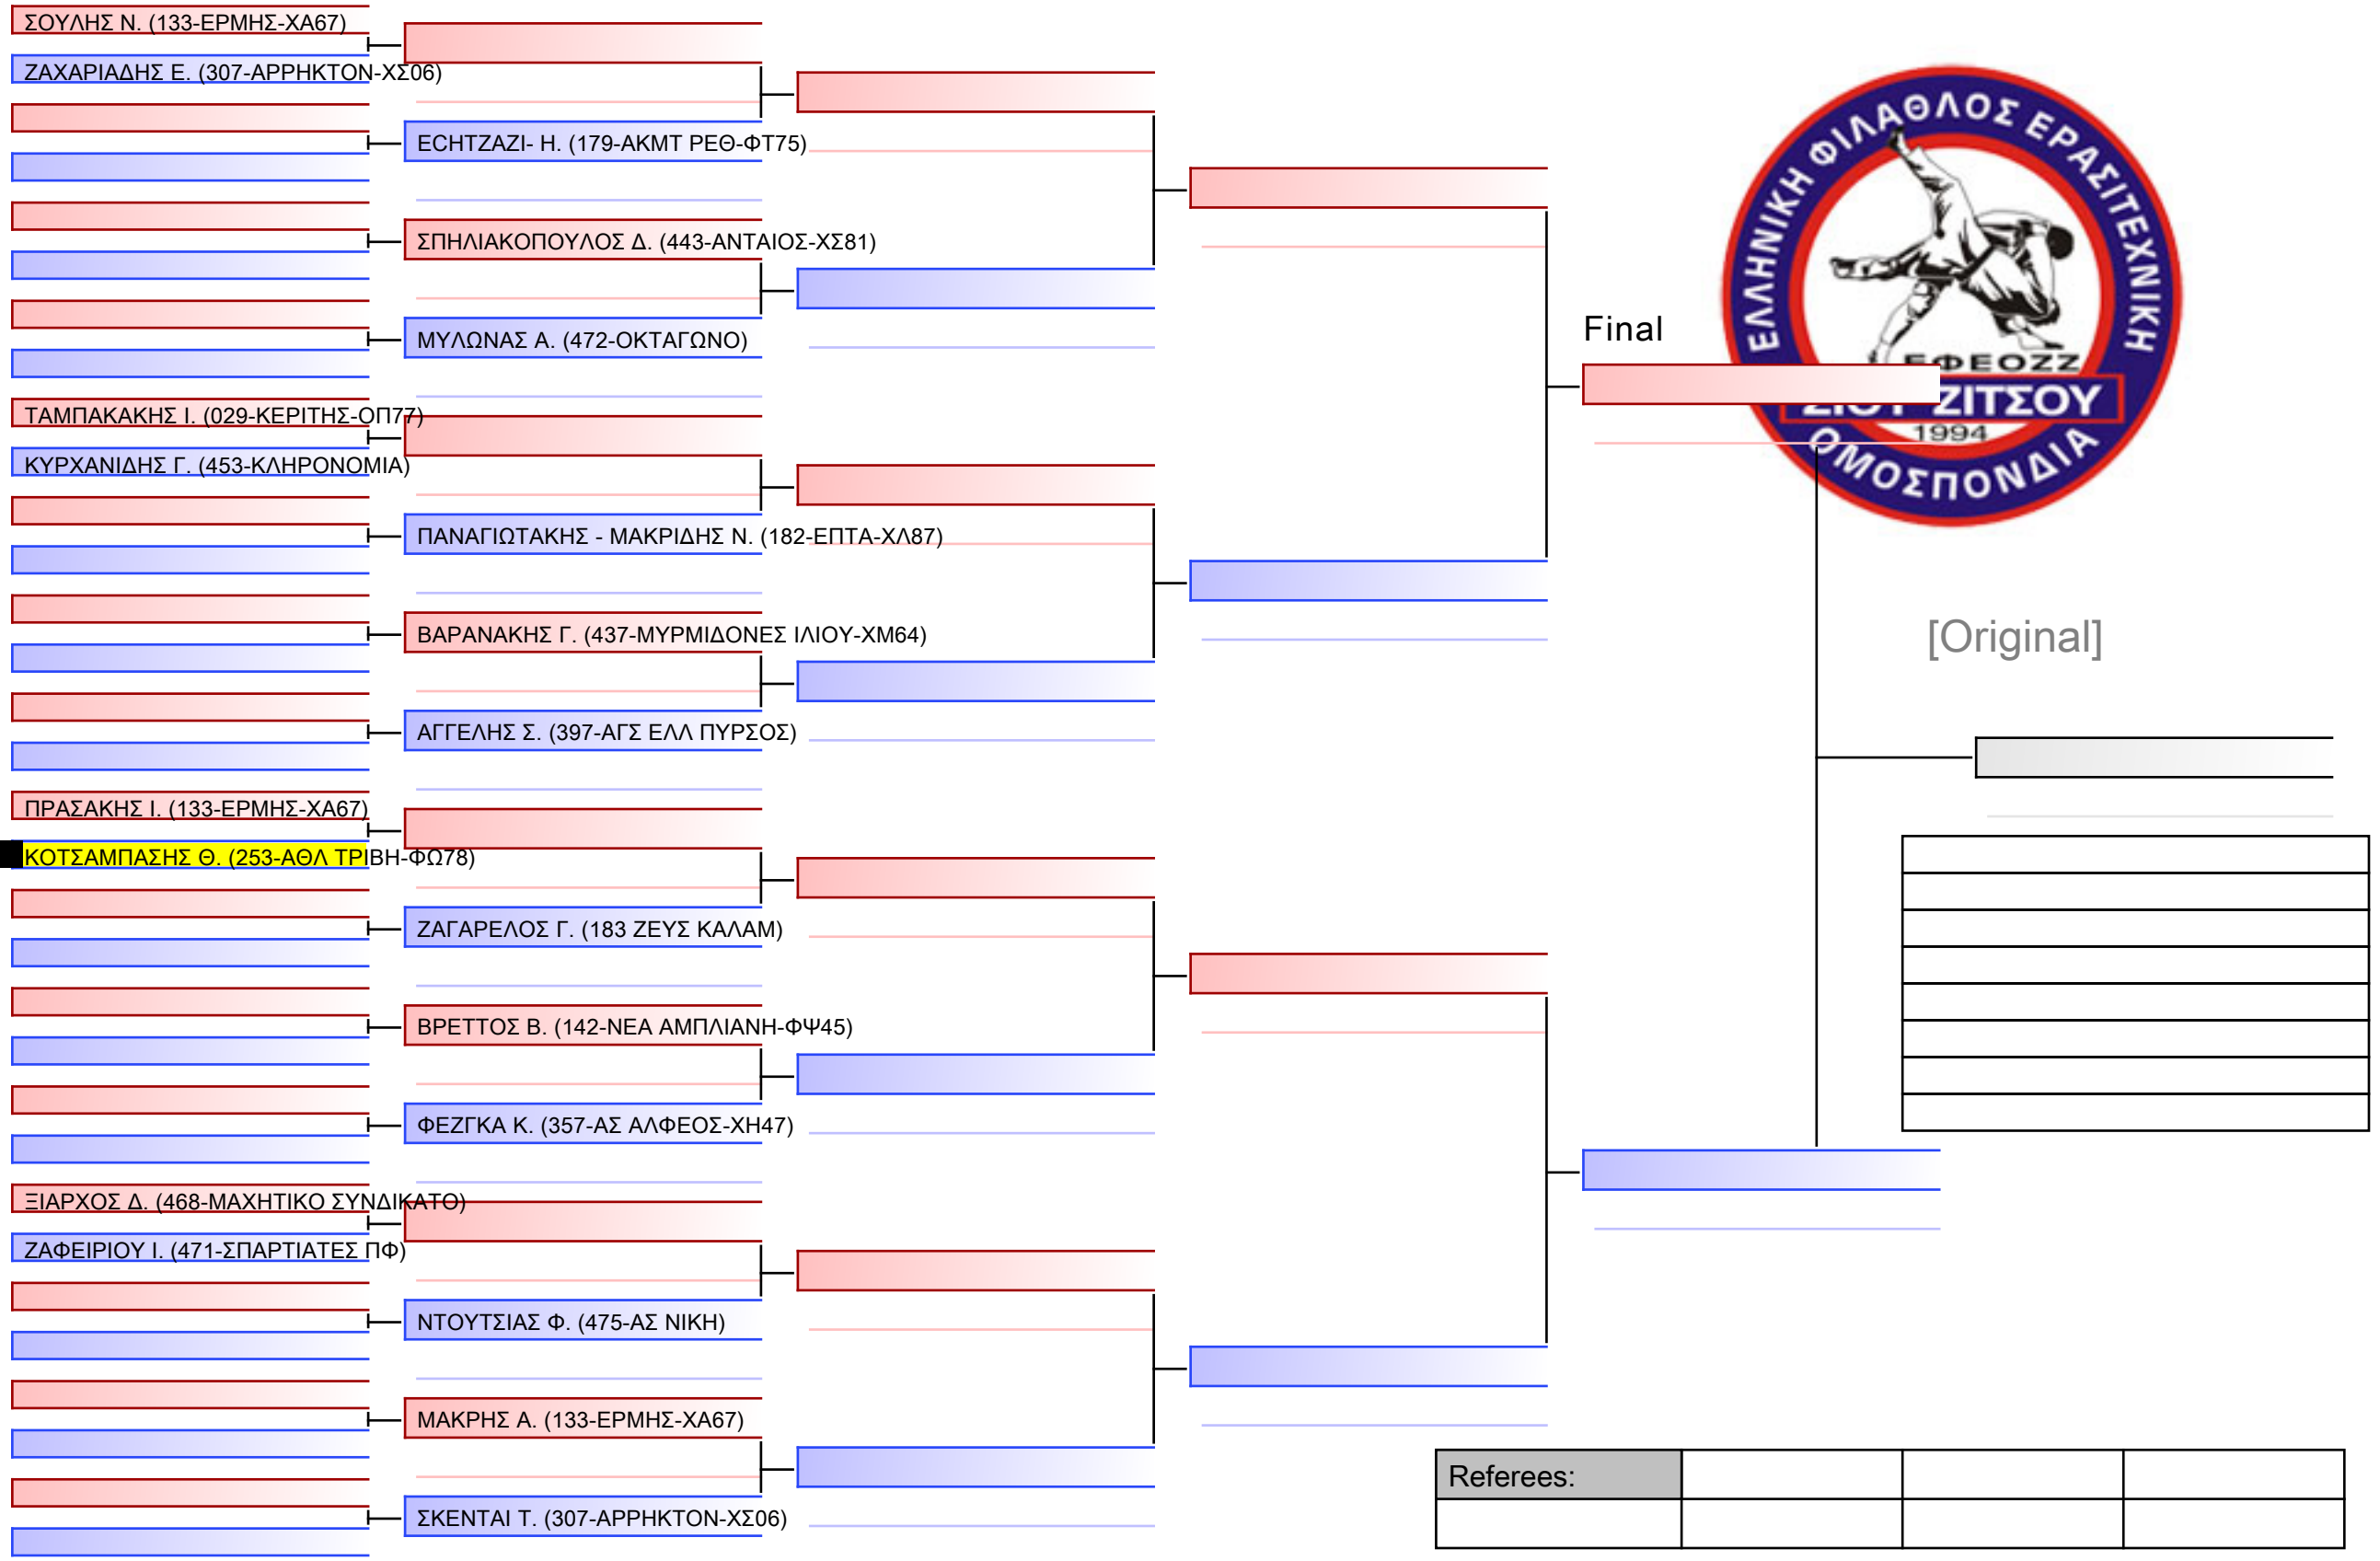 ΣΟΥΛΗΣ Ν. (133-ΕΡΜΗΣ-ΧΑ67)
ΖΑΧΑΡΙΑΔΗΣ Ε. (307-ΑΡΡΗΚΤΟΝ-ΧΣ06)
ECHTZAZI- H. (179-ΑΚΜΤ ΡΕΘ-ΦΤ75)
ΣΠΗΛΙΑΚΟΠΟΥΛΟΣ Δ. (443-ΑΝΤΑΙΟΣ-ΧΣ81)
ΜΥΛΩΝΑΣ Α. (472-ΟΚΤΑΓΩΝΟ)
ΤΑΜΠΑΚΑΚΗΣ Ι. (029-ΚΕΡΙΤΗΣ-ΟΠ77)
ΚΥΡΧΑΝΙΔΗΣ Γ. (453-ΚΛΗΡΟΝΟΜΙΑ)
ΠΑΝΑΓΙΩΤΑΚΗΣ - ΜΑΚΡΙΔΗΣ Ν. (182-ΕΠΤΑ-ΧΛ87)
ΒΑΡΑΝΑΚΗΣ Γ. (437-ΜΥΡΜΙΔΟΝΕΣ ΙΛΙΟΥ-ΧΜ64)
ΑΓΓΕΛΗΣ Σ. (397-ΑΓΣ ΕΛΛ ΠΥΡΣΟΣ)
ΠΡΑΣΑΚΗΣ Ι. (133-ΕΡΜΗΣ-ΧΑ67)
ΚΟΤΣΑΜΠΑΣΗΣ Θ. (253-ΑΘΛ ΤΡΙΒΗ-ΦΩ78)
ΖΑΓΑΡΕΛΟΣ Γ. (183 ΖΕΥΣ ΚΑΛΑΜ)
ΒΡΕΤΤΟΣ Β. (142-ΝΕΑ ΑΜΠΛΙΑΝΗ-ΦΨ45)
ΦΕΖΓΚΑ Κ. (357-ΑΣ ΑΛΦΕΟΣ-ΧΗ47)
ΞΙΑΡΧΟΣ Δ. (468-ΜΑΧΗΤΙΚΟ ΣΥΝΔΙΚΑΤΟ)
ΖΑΦΕΙΡΙΟΥ Ι. (471-ΣΠΑΡΤΙΑΤΕΣ ΠΦ)
ΝΤΟΥΤΣΙΑΣ Φ. (475-ΑΣ ΝΙΚΗ)
ΜΑΚΡΗΣ Α. (133-ΕΡΜΗΣ-ΧΑ67)
ΣΚΕΝΤΑΙ Τ. (307-ΑΡΡΗΚΤΟΝ-ΧΣ06)
Final
ΕΛΛΗΝΙΚΗ ΦΙΛΑΘΛΟΣ ΕΡΑΣΙΤΕΧΝΙΚΗ
ΕΦΕΟΖΖ
ΖΙΤΣΟΥ
1994
ΟΜΟΣΠΟΝΔΙΑ
[Original]
Referees: